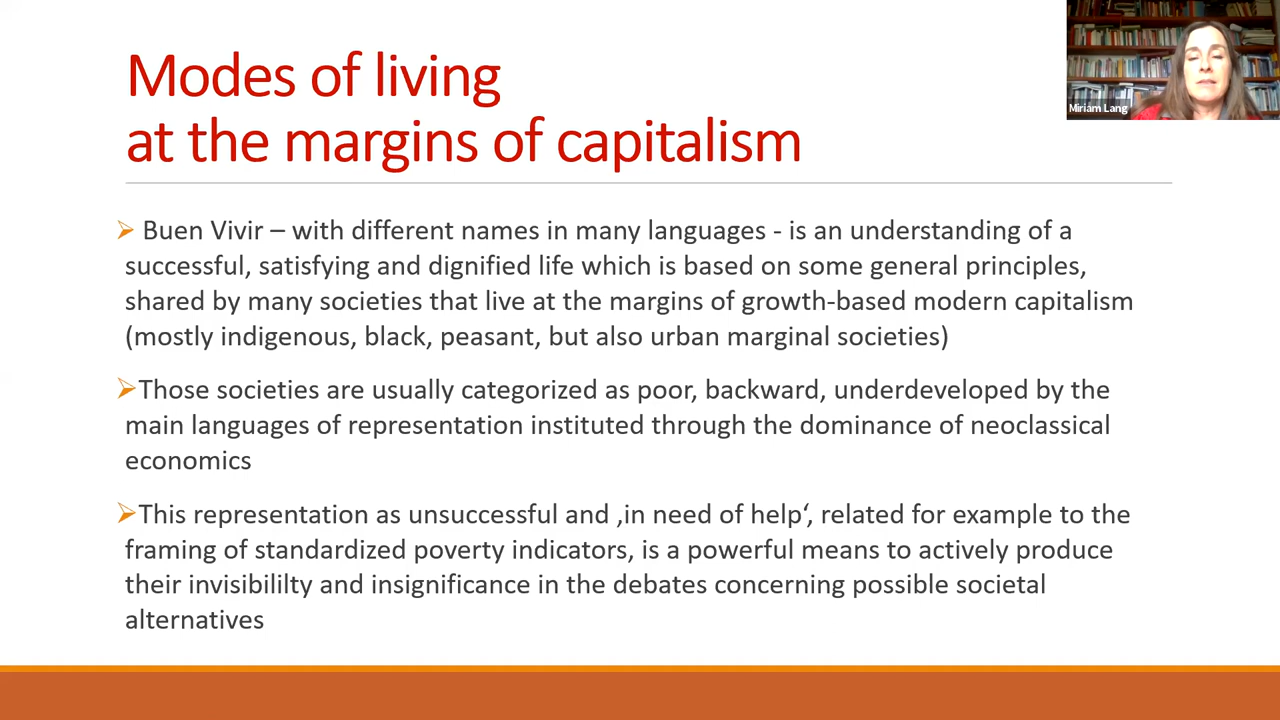 Modes of living
at the margins of capitalism
Miriam Lang
Buen Vivir – with different names in many languages - is an understanding of a
successful, satisfying and dignified life which is based on some general principles,
shared by many societies that live at the margins of growth-based modern capitalism
(mostly indigenous, black, peasant, but also urban marginal societies)
Those societies are usually categorized as poor, backward, underdeveloped by the
main languages of representation instituted through the dominance of neoclassical
economics
This representation as unsuccessful and ‚in need of help‘, related for example to the
framing of standardized poverty indicators, is a powerful means to actively produce
their invisibililty and insignificance in the debates concerning possible societal
alternatives